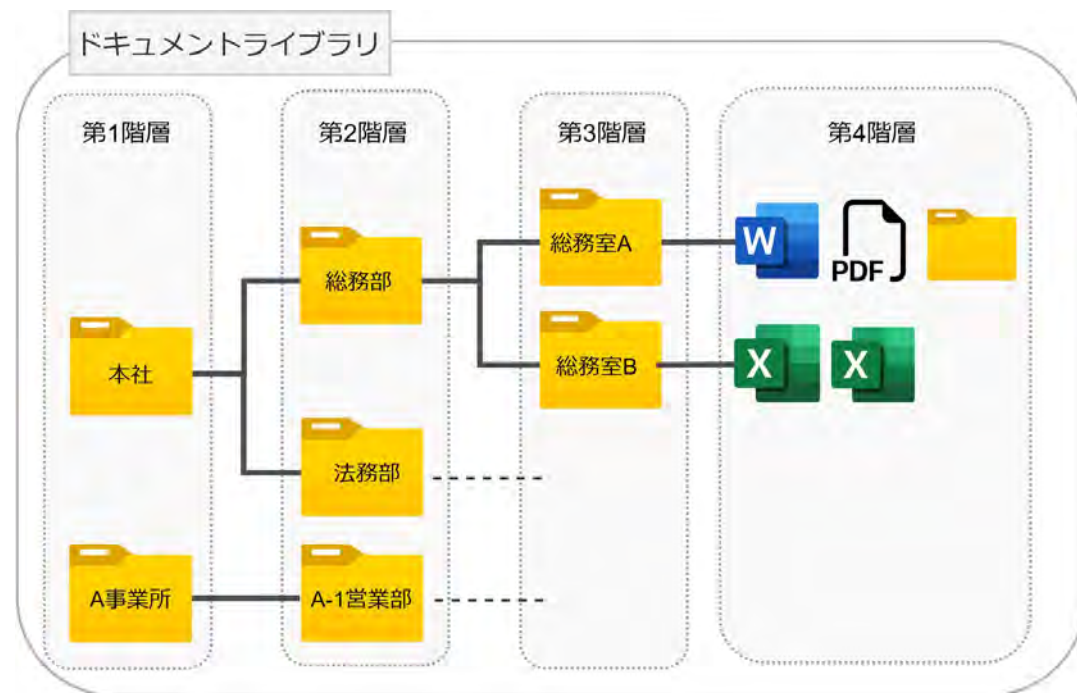 ドキュメントライブラリ
第1階層
第2階層
第3階層
第4階層
本社
総務部
総務室A
W
PDF
総務室B
X
X
法務部
A事業所
A-1営業部